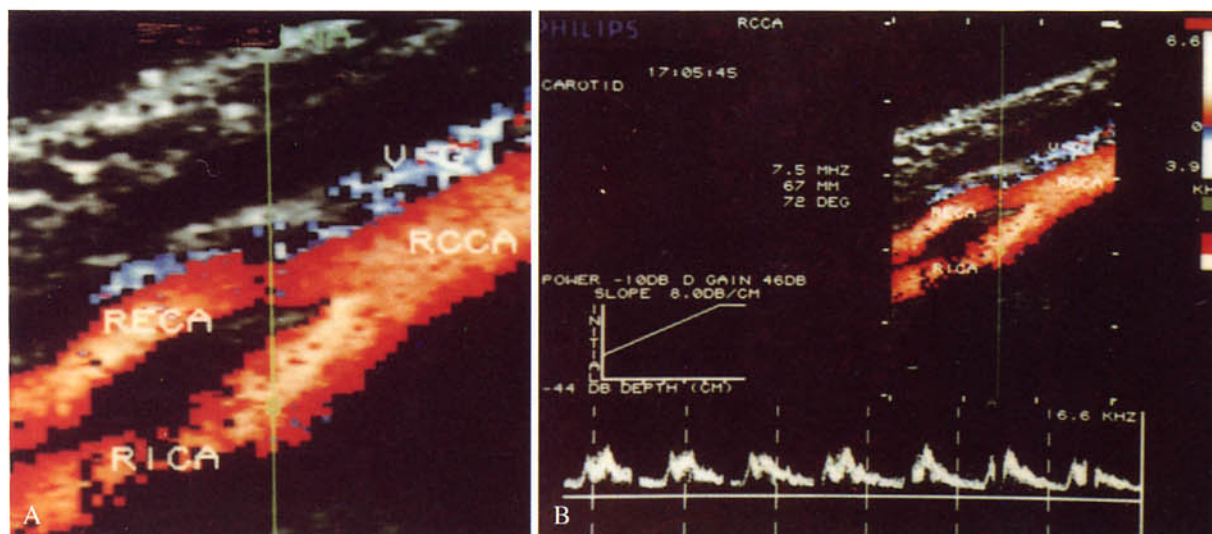 RCCA
RECA
RICA
A
PHILIPS
RCCA
17:05:45
CAROTID
6.6
0
3.9
7.5 MHZ
67 MM
72 DEG
RCCA
RECA
RICA
POWER -10DB D GAIN 46DB
SLOPE 8.0DB/CM
INITIAL
-44 DB DEPTH (CM)
6.6 KHZ
B